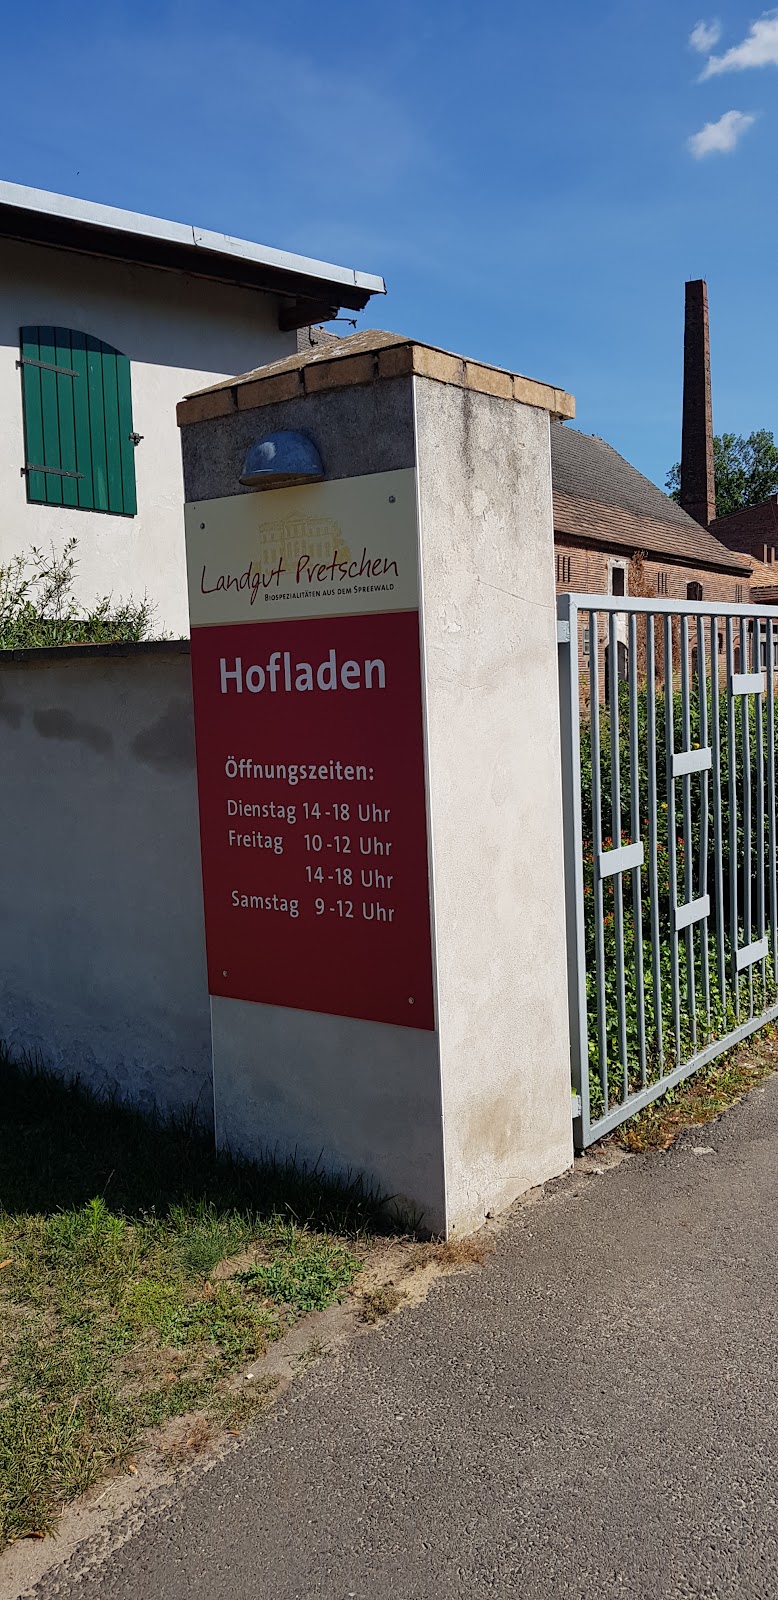 Landgut Pretschen
Biospezialitäten aus dem Spreewald
Hofladen
Öffnungszeiten:
Dienstag 14-18 Uhr
Freitag 10-12 Uhr
14-18 Uhr
Samstag 9-12 Uhr